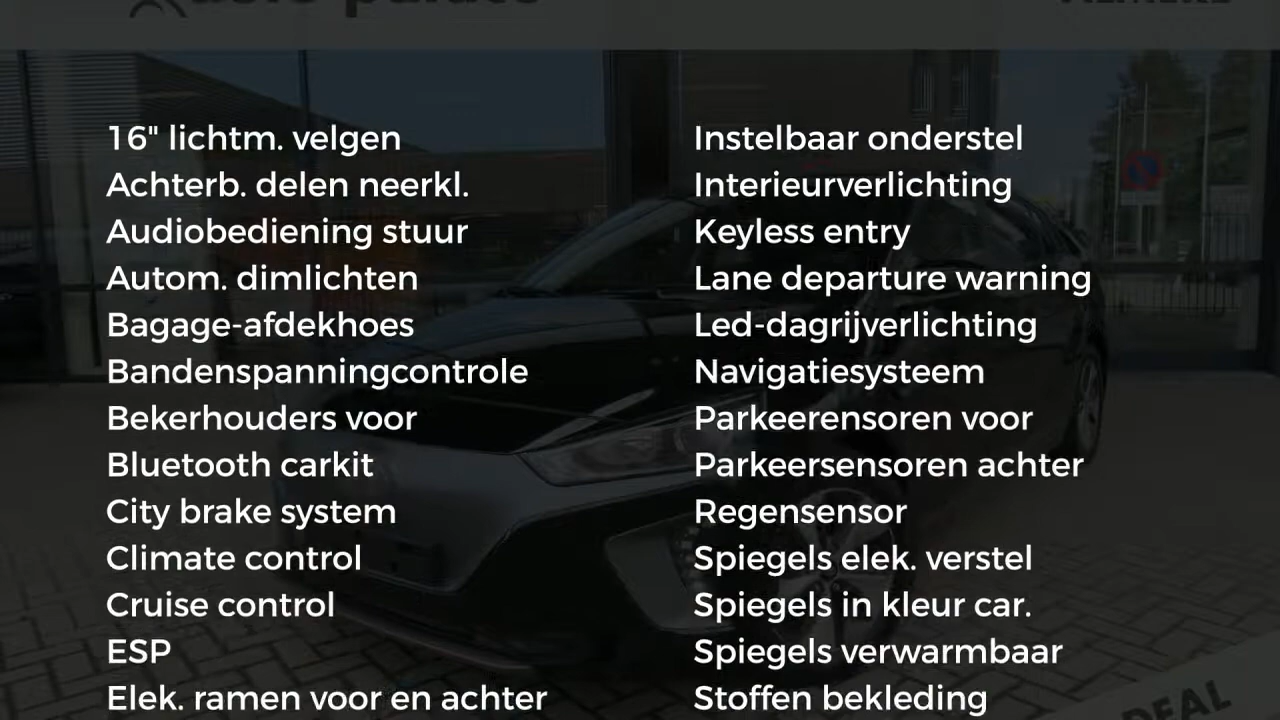 16" lichtm. velgen
Achterb. delen neerkl.
Audiobediening stuur
Autom. dimlichten
Bagage-afdekhoes
Bandenspanningcontrole
Bekerhouders voor
Bluetooth carkit
City brake system
Climate control
Cruise control
ESP
Elek. ramen voor en achter
Instelbaar onderstel
Interieurverlichting
Keyless entry
Lane departure warning
Led-dagrijverlichting
Navigatiesysteem
Parkeerensoren voor
Parkeersensoren achter
Regensensor
Spiegels elek. verstel
Spiegels in kleur car.
Spiegels verwarmbaar
Stoffen bekleding
DEAL